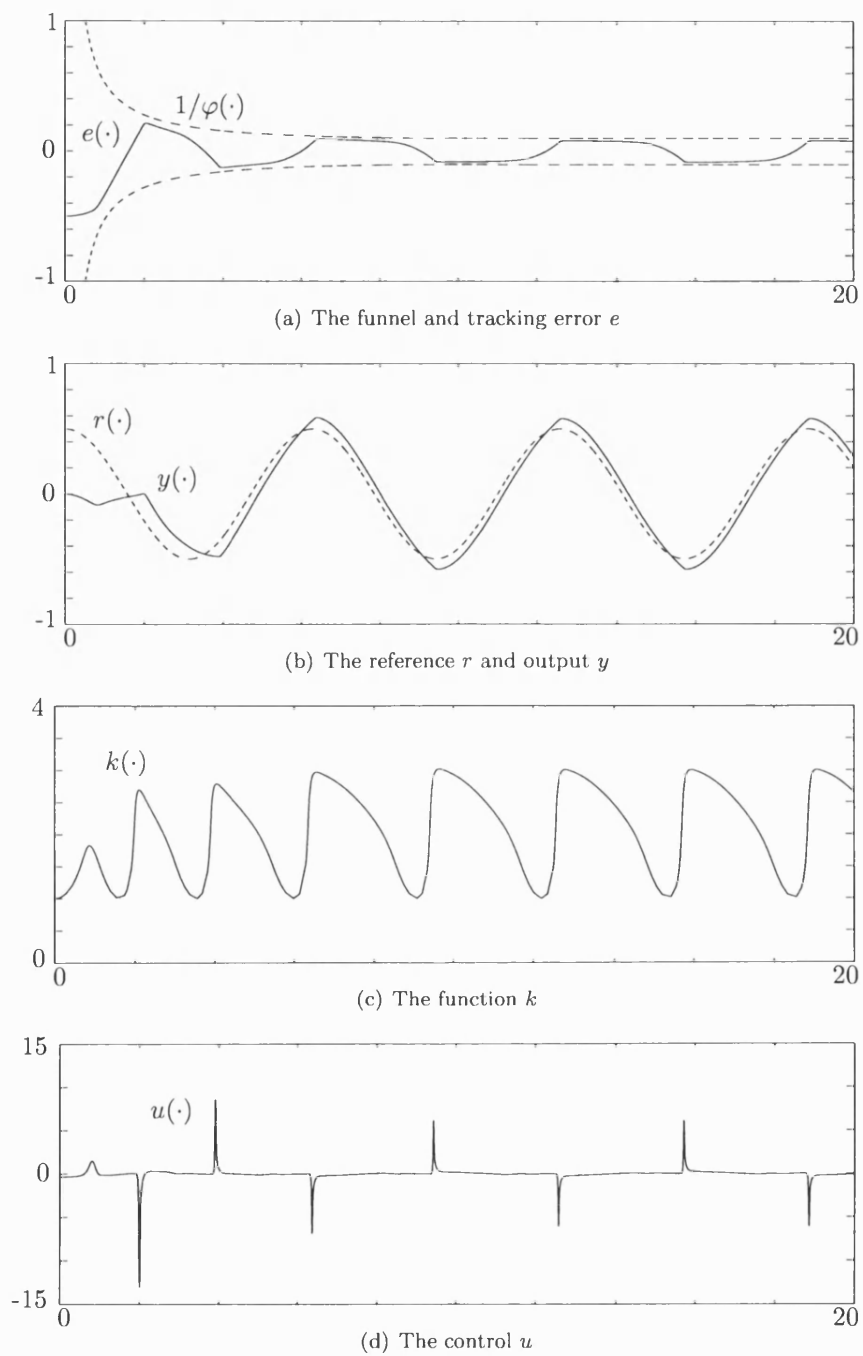 1
1/φ(·)
e(·)
0
-1
0
20
(a) The funnel and tracking error e
1
r(·)
y(·)
0
-1
0
20
(b) The reference r and output y
4
k(·)
0
0
20
(c) The function k
15
u(·)
0
-15
0
20
(d) The control u